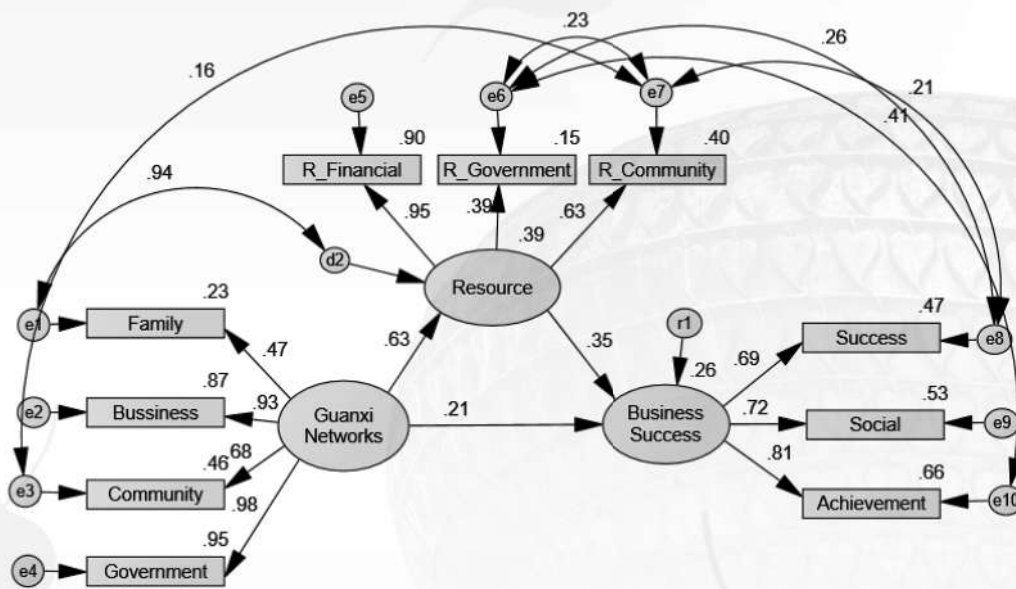 .23
.26
.16
.21
e5
e6
e7
.41
.90
.15
.40
R_Financial
R_Government
R_Community
.94
.95
.39
.63
.39
d2
Resource
.23
e1
Family
.47
.63
.35
r1
.47
Success
e8
.69
.26
.87
e2
Bussiness
.93
Guanxi
Networks
.21
Business
Success
.72
.53
Social
e9
.46
.68
.81
.66
e3
Community
.98
Achievement
e10
.95
e4
Government